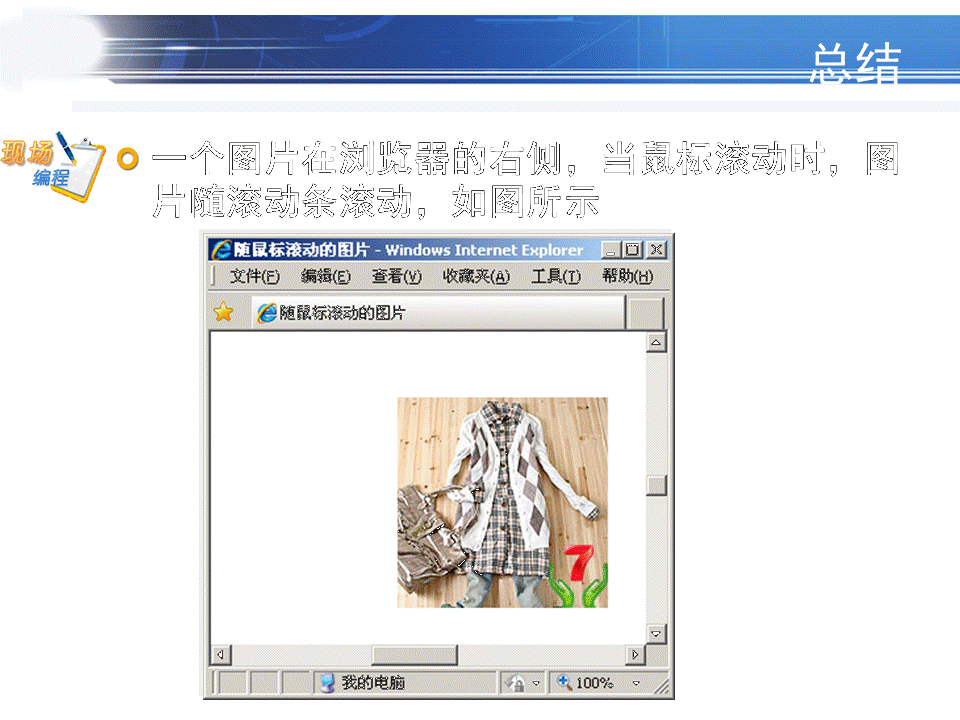 总结
现场
编程
一个图片在浏览器的右侧，当鼠标滚动时，图
片随滚动条滚动，如图所示
随鼠标滚动的图片 - Windows Internet Explorer
文件(F) 编辑(E) 查看(V) 收藏夹(A) 工具(T) 帮助(H)
随鼠标滚动的图片
7
我的电脑 100%